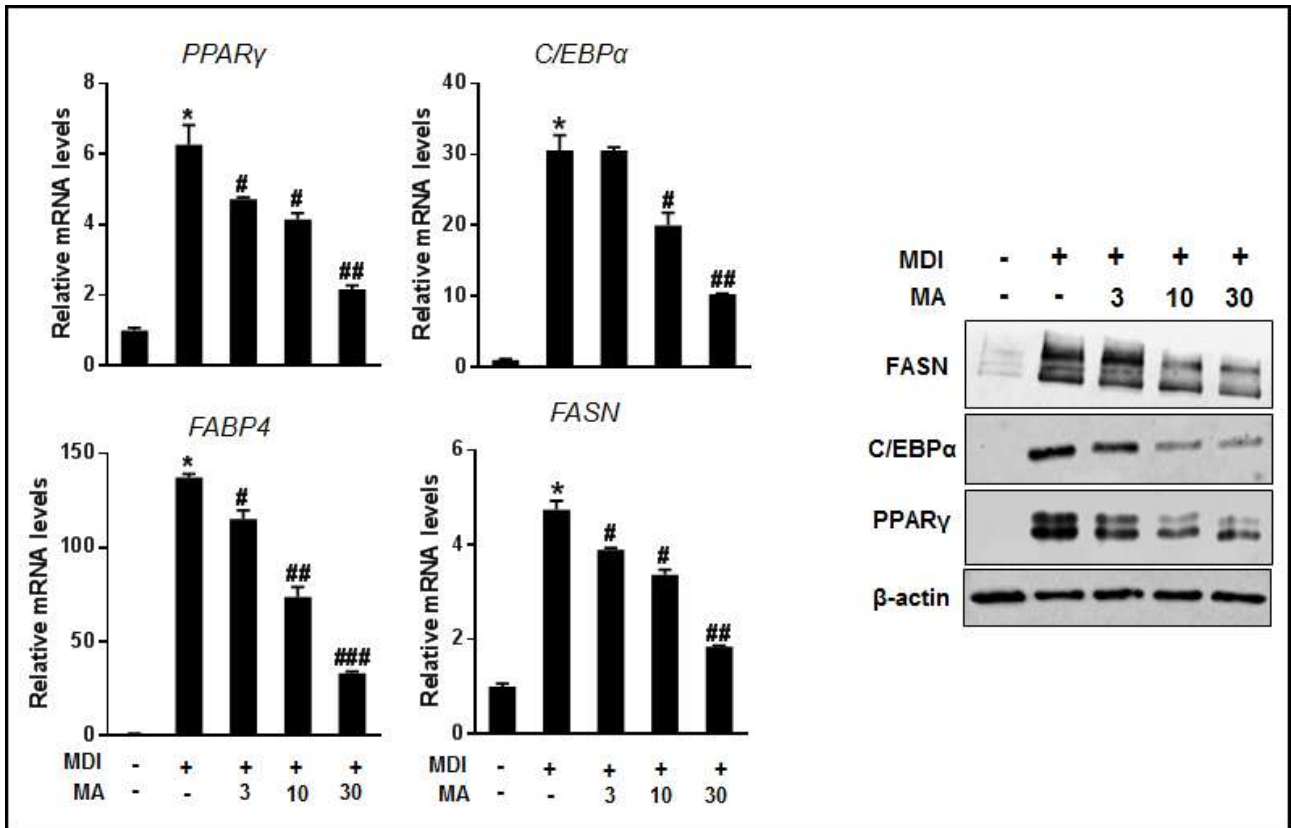 PPARγ
Relative mRNA levels
8
6
4
2
0
*
#
#
##
C/EBPα
Relative mRNA levels
40
30
20
10
0
*
#
##
FABP4
Relative mRNA levels
150
100
50
0
*
#
##
###
MDI - + + + +
MA - - 3 10 30
FASN
Relative mRNA levels
6
4
2
0
*
#
#
##
MDI - + + + +
MA - - 3 10 30
MDI - + + + +
MA - - 3 10 30
FASN
C/EBPα
PPARγ
β-actin